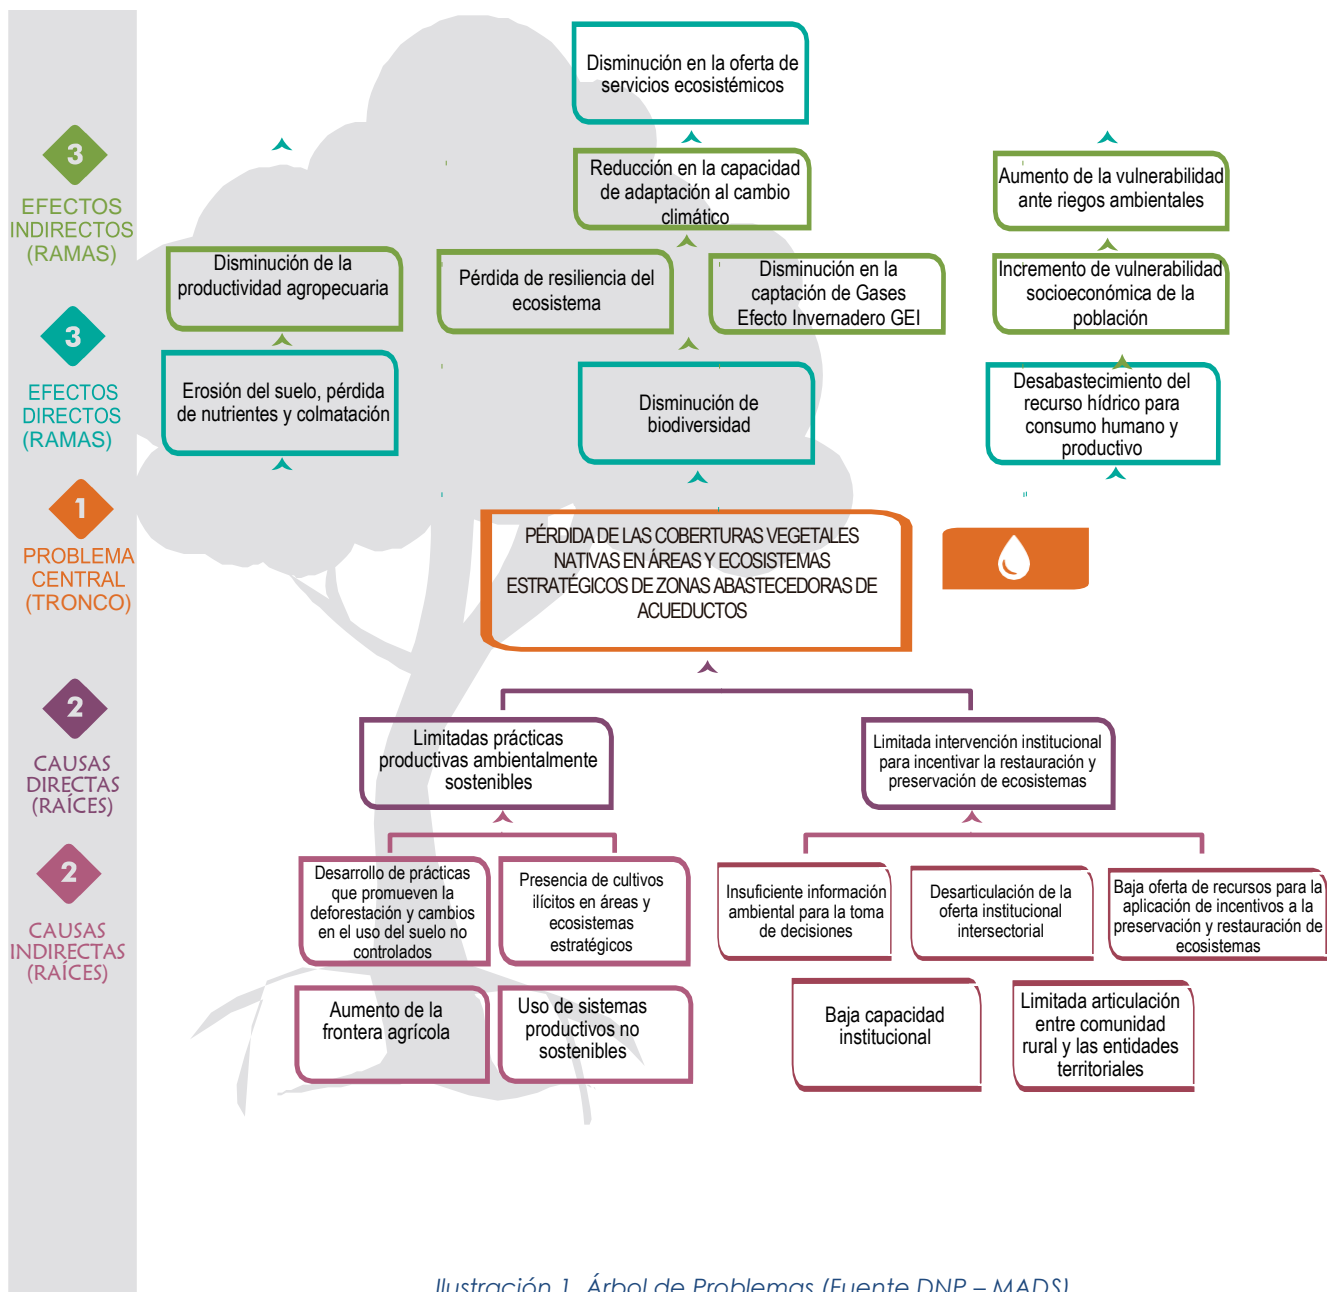 Disminución en la oferta de
servicios ecosistémicos
3
EFECTOS
INDIRECTOS
(RAMAS)
Reducción en la capacidad
de adaptación al cambio
climático
Aumento de la vulnerabilidad
ante riegos ambientales
Disminución de la
productividad agropecuaria
Pérdida de resiliencia del
ecosistema
Disminución en la
captación de Gases
Efecto Invernadero GEI
Incremento de vulnerabilidad
socioeconómica de la
población
3
EFECTOS
DIRECTOS
(RAMAS)
Erosión del suelo, pérdida
de nutrientes y colmatación
Disminución de
biodiversidad
Desabastecimiento del
recurso hídrico para
consumo humano y
productivo
1
PROBLEMA
CENTRAL
(TRONCO)
PÉRDIDA DE LAS COBERTURAS VEGETALES
NATIVAS EN ÁREAS Y ECOSISTEMAS
ESTRATÉGICOS DE ZONAS ABASTECEDORAS DE
ACUEDUCTOS
2
CAUSAS
DIRECTAS
(RAÍCES)
Limitadas prácticas
productivas ambientalmente
sostenibles
Limitada intervención institucional
para incentivar la restauración y
preservación de ecosistemas
2
CAUSAS
INDIRECTAS
(RAÍCES)
Desarrollo de prácticas
que promueven la
deforestación y cambios
en el uso del suelo no
controlados
Presencia de cultivos
ilícitos en áreas y
ecosistemas
estratégicos
Insuficiente información
ambiental para la toma
de decisiones
Desarticulación de la
oferta institucional
intersectorial
Baja oferta de recursos para la
aplicación de incentivos a la
preservación y restauración de
ecosistemas
Aumento de la
frontera agrícola
Uso de sistemas
productivos no
sostenibles
Baja capacidad
institucional
Limitada articulación
entre comunidad
rural y las entidades
territoriales
Ilustración 1. Árbol de Problemas (Fuente DNP – MADS)